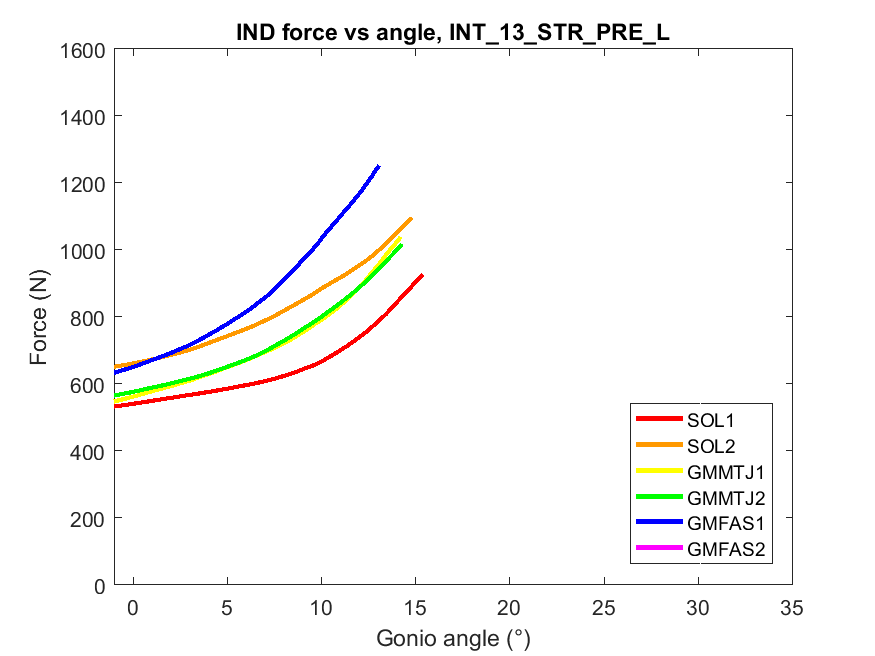 IND force vs angle, INT_13_STR_PRE_L
1600
1400
1200
1000
800
600
400
200
0
Force (N)
SOL1
SOL2
GMMTJ1
GMMTJ2
GMFAS1
GMFAS2
0 5 10 15 20 25 30 35
Gonio angle (°)